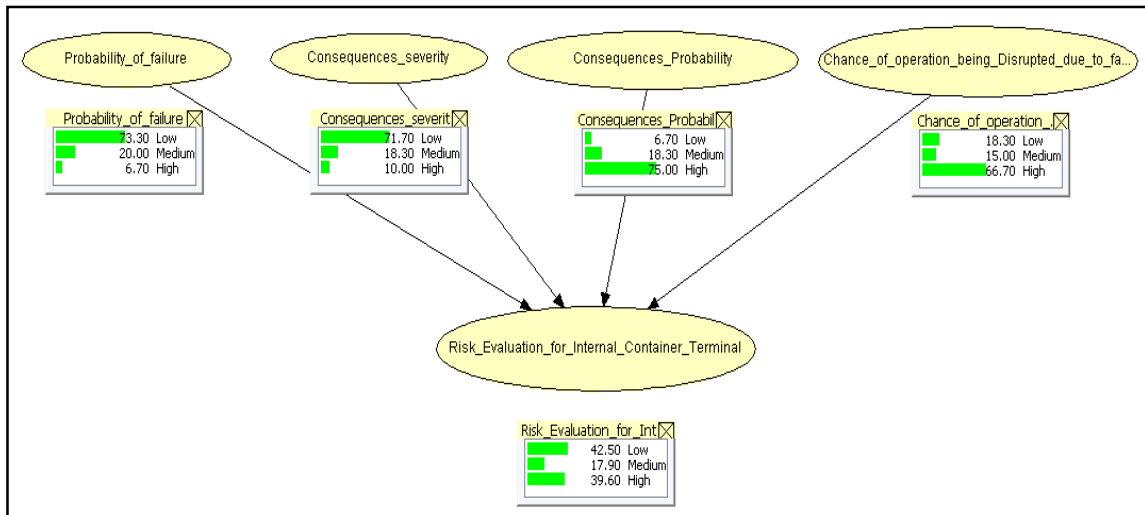 Probability_of_failure
Consequences_severity
Consequences_Probability
Chance_of_operation_being_Disrupted_due_to_fa...
Probability_of_failure
73.30 Low
20.00 Medium
6.70 High
Consequences_severit
71.70 Low
18.30 Medium
10.00 High
Consequences_Probabil
6.70 Low
18.30 Medium
75.00 High
Chance_of_operation_.
18.30 Low
15.00 Medium
66.70 High
Risk_Evaluation_for_Internal_Container_Terminal
Risk_Evaluation_for_Int
42.50 Low
17.90 Medium
39.60 High